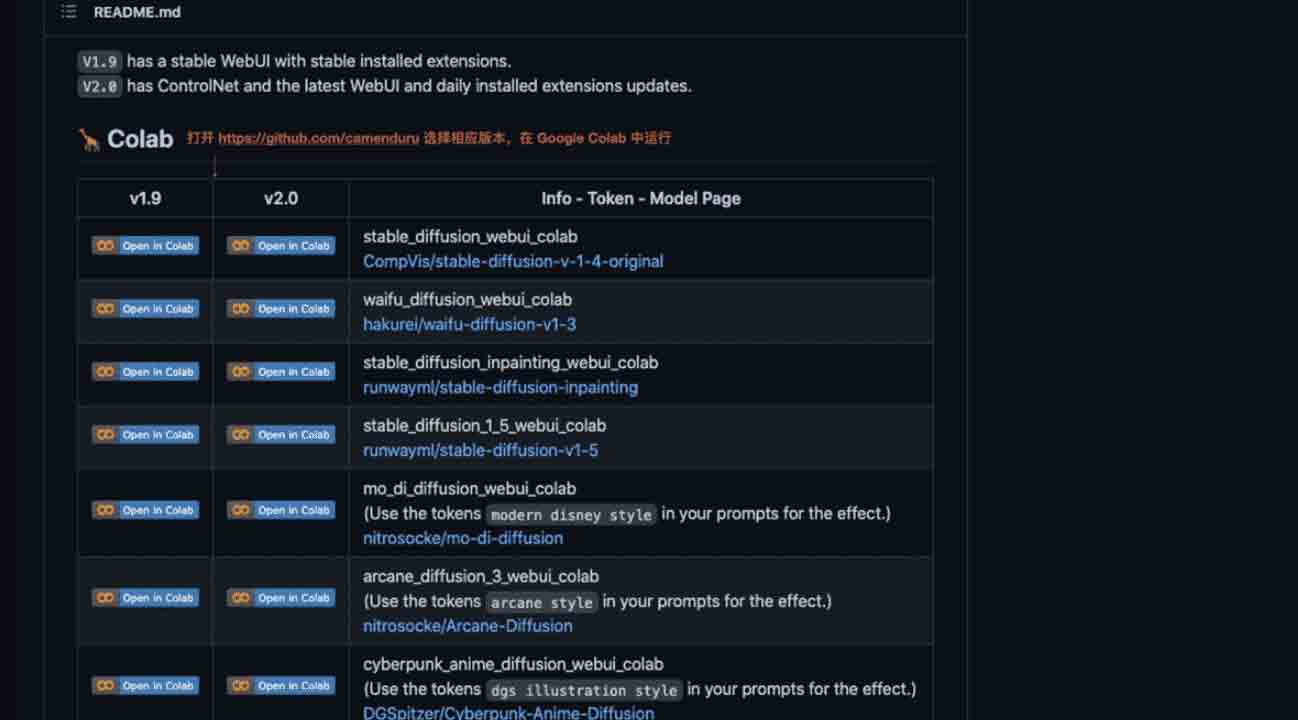 README.md
V1.9 has a stable WebUI with stable installed extensions.
V2.0 has ControlNet and the latest WebUI and daily installed extensions updates.
Colab 打开 https://github.com/camenduru 选择相应版本，在 Google Colab 中运行
v1.9 v2.0 Info - Token - Model Page
Open in Colab Open in Colab stable_diffusion_webui_colab
CompVis/stable-diffusion-v-1-4-original
Open in Colab Open in Colab waifu_diffusion_webui_colab
hakurei/waifu-diffusion-v1-3
Open in Colab Open in Colab stable_diffusion_inpainting_webui_colab
runwayml/stable-diffusion-inpainting
Open in Colab Open in Colab stable_diffusion_1_5_webui_colab
runwayml/stable-diffusion-v1-5
mo_di_diffusion_webui_colab
Open in Colab Open in Colab (Use the tokens modern disney style in your prompts for the effect.)
nitrosocke/mo-di-diffusion
arcane_diffusion_3_webui_colab
Open in Colab Open in Colab (Use the tokens arcane style in your prompts for the effect.)
nitrosocke/Arcane-Diffusion
cyberpunk_anime_diffusion_webui_colab
Open in Colab Open in Colab (Use the tokens dgs illustration style in your prompts for the effect.)
DGSpitzer/Cyberpunk-Anime-Diffusion